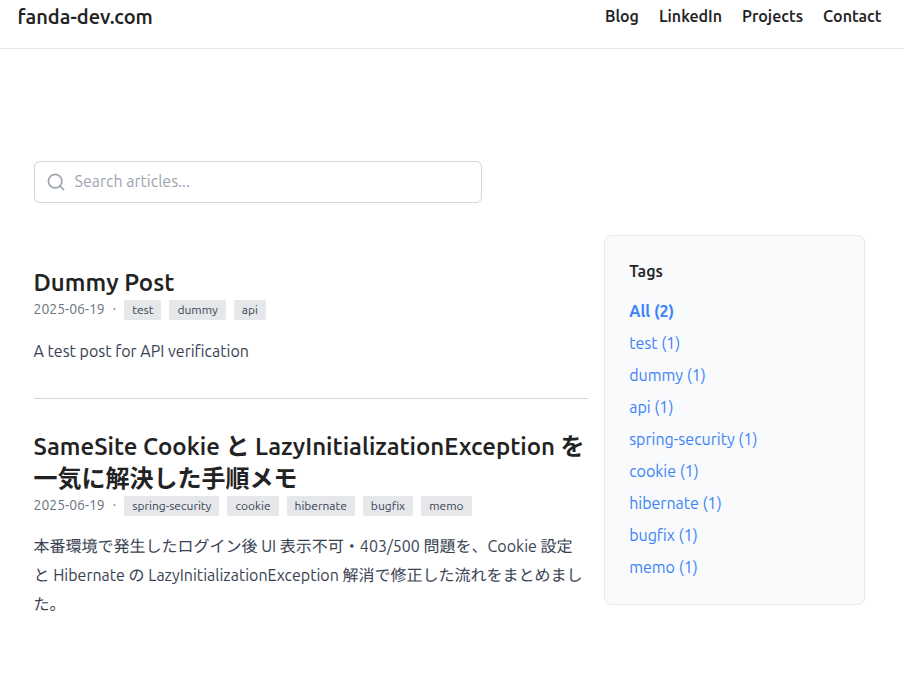 fanda-dev.com
Blog LinkedIn Projects Contact
Search articles...
Dummy Post
2025-06-19 · test dummy api
A test post for API verification
SameSite Cookie と LazyInitializationException を
一気に解決した手順メモ
2025-06-19 · spring-security cookie hibernate bugfix memo
本番環境で発生したログイン後 UI 表示不可・403/500 問題を、Cookie 設定
と Hibernate の LazyInitializationException 解消で修正した流れをまとめまし
た。
Tags
All (2)
test (1)
dummy (1)
api (1)
spring-security (1)
cookie (1)
hibernate (1)
bugfix (1)
memo (1)